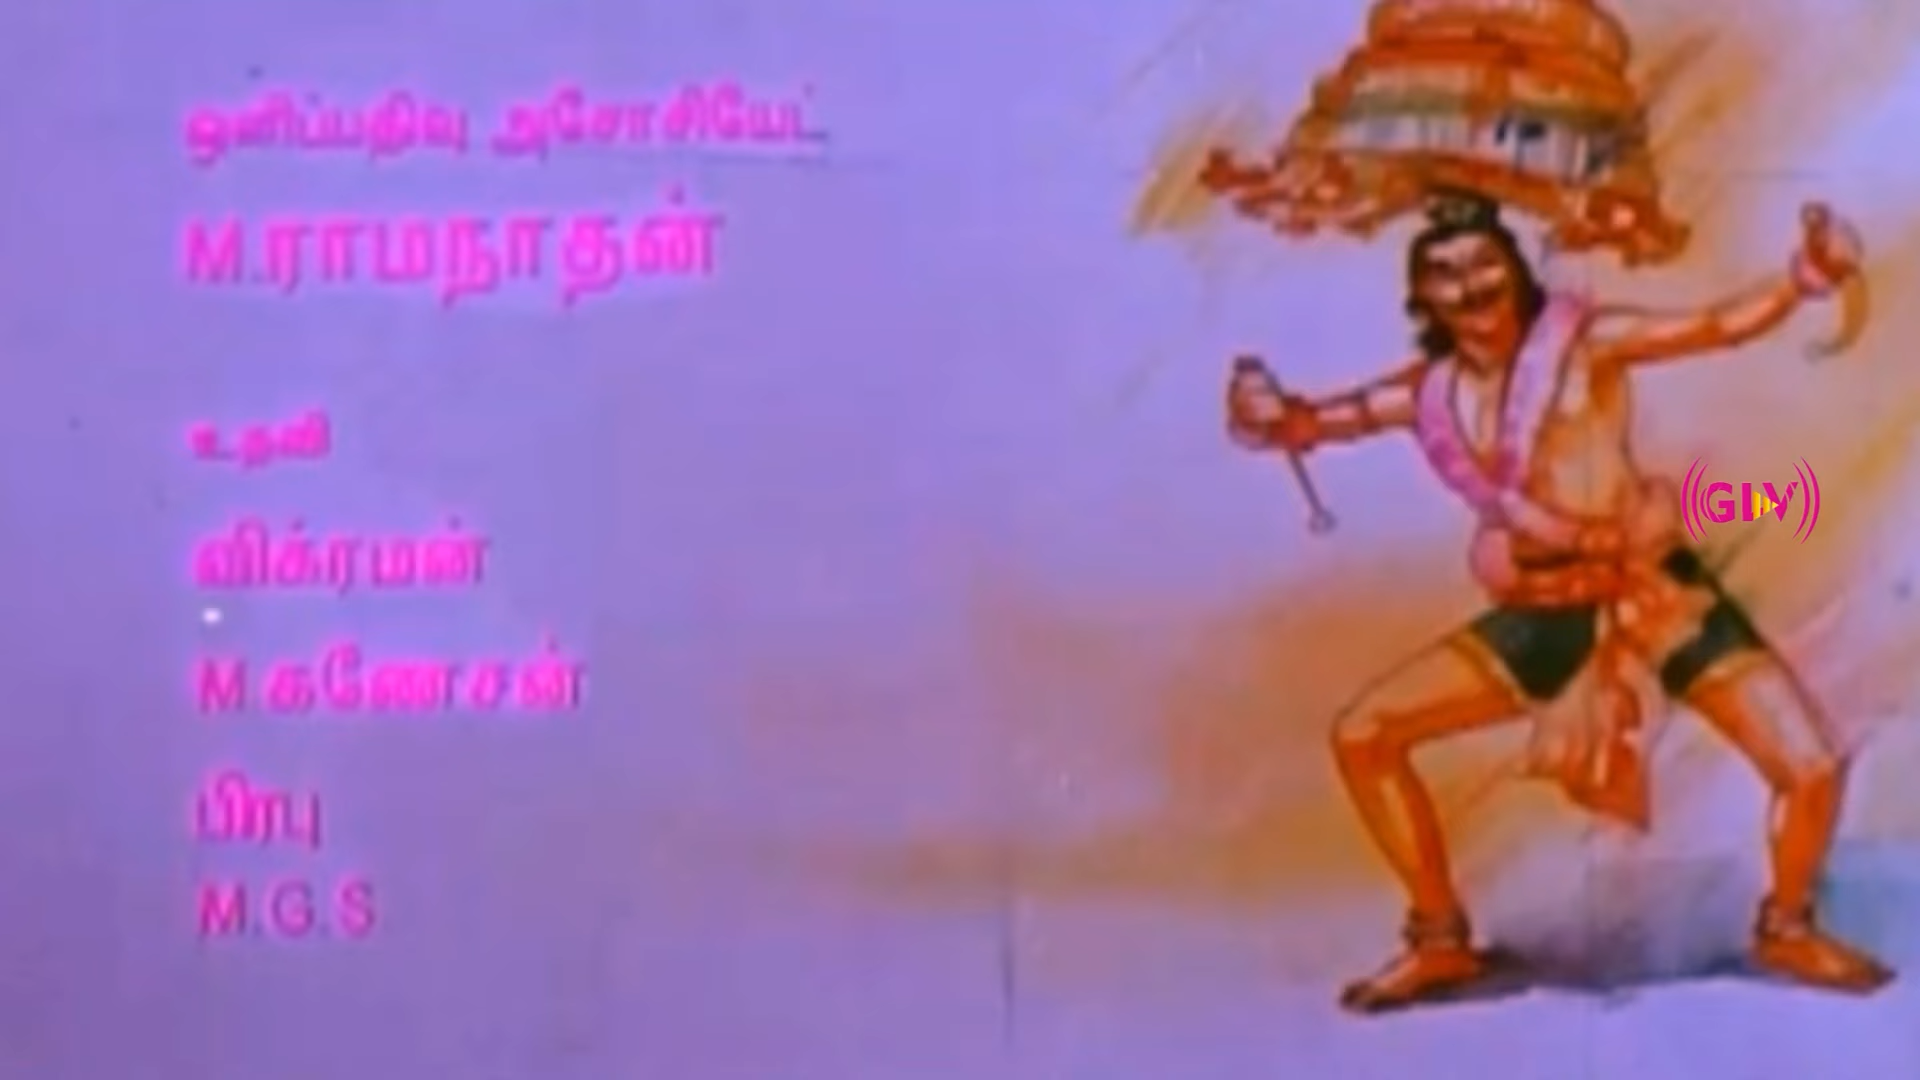 ஒளிப்பதிவு அசோசியேட்
M.ராமநாதன்
உதவி
விக்ரமன்
M.கணேசன்
பிரபு
M.G.S
GLV